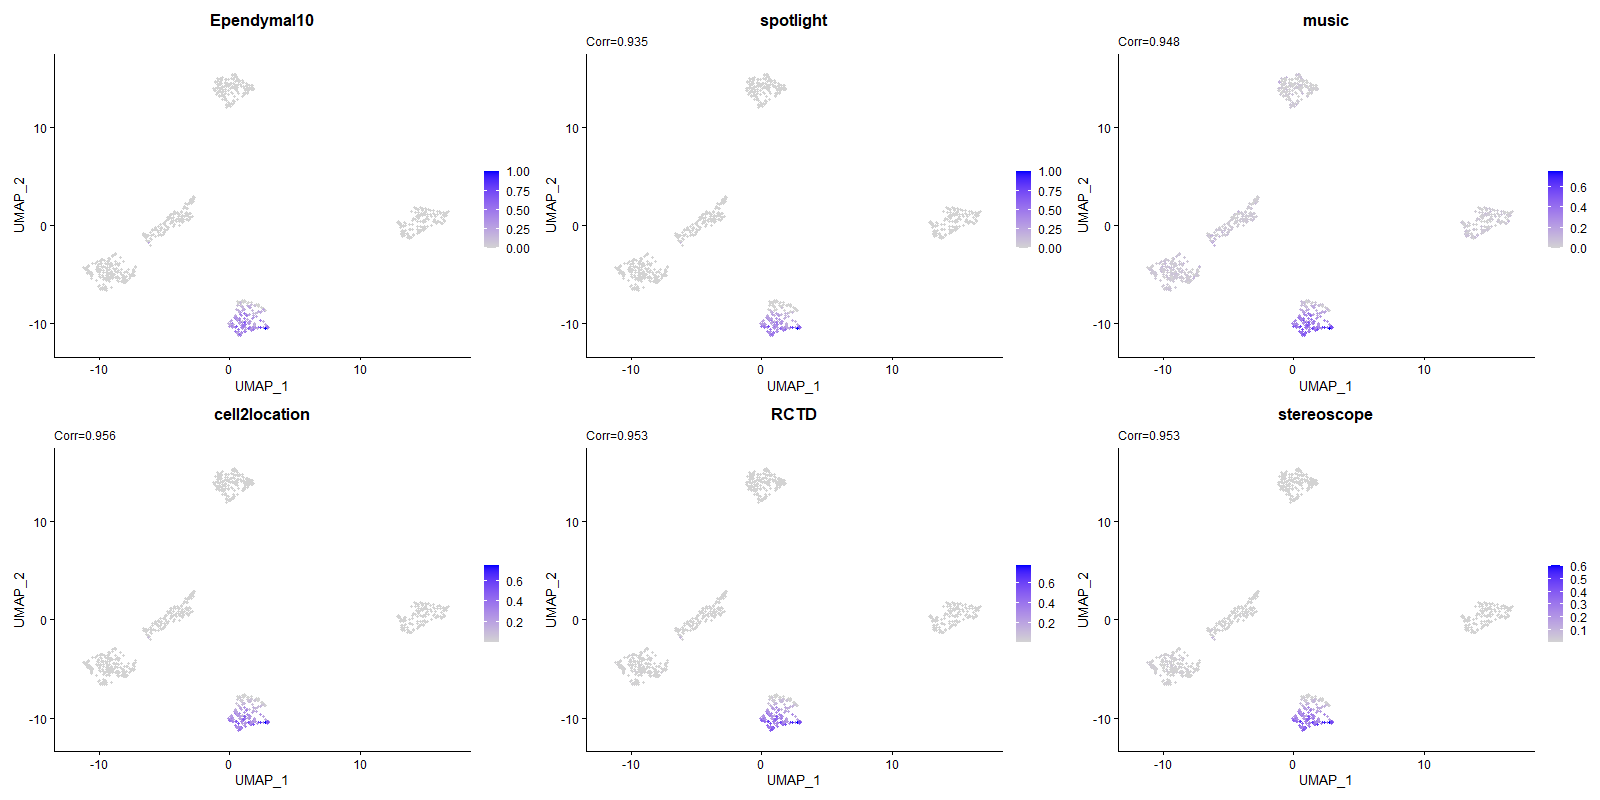 Ependymal10
UMAP_2
10
0
-10
-10
0
10
UMAP_1
1.00
0.75
0.50
0.25
0.00
spotlight
Corr=0.935
UMAP_2
10
0
-10
-10
0
10
UMAP_1
1.00
0.75
0.50
0.25
0.00
music
Corr=0.948
UMAP_2
10
0
-10
-10
0
10
UMAP_1
0.6
0.4
0.2
0.0
cell2location
Corr=0.956
UMAP_2
10
0
-10
-10
0
10
UMAP_1
0.6
0.4
0.2
RCTD
Corr=0.953
UMAP_2
10
0
-10
-10
0
10
UMAP_1
0.6
0.4
0.2
stereoscope
Corr=0.953
UMAP_2
10
0
-10
-10
0
10
UMAP_1
0.6
0.5
0.4
0.3
0.2
0.1